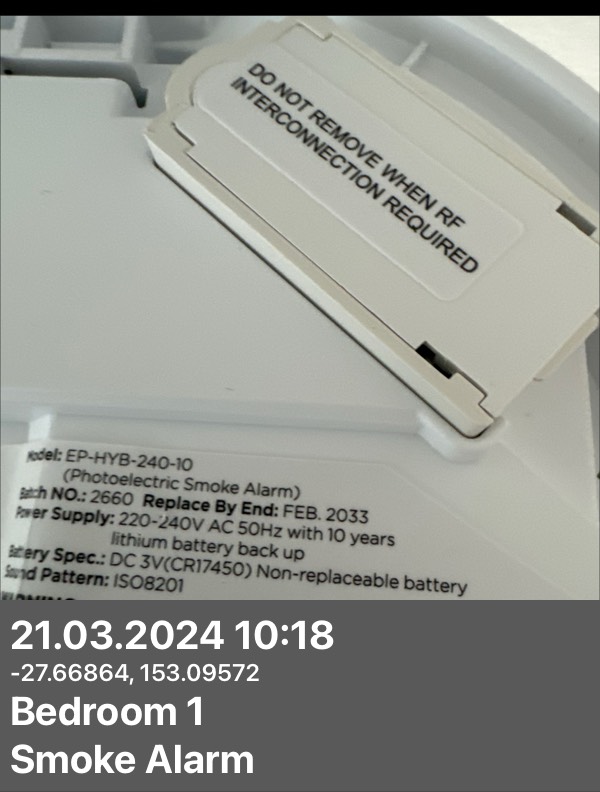 DO NOT REMOVE WHEN RF
INTERCONNECTION REQUIRED
Model: EP-HYB-240-10
(Photoelectric Smoke Alarm)
Batch NO.: 2660 Replace By End: FEB. 2033
Power Supply: 220-240V AC 50Hz with 10 years
lithium battery back up
Battery Spec.: DC 3V(CR17450) Non-replaceable battery
Sound Pattern: ISO8201
21.03.2024 10:18
-27.66864, 153.09572
Bedroom 1
Smoke Alarm